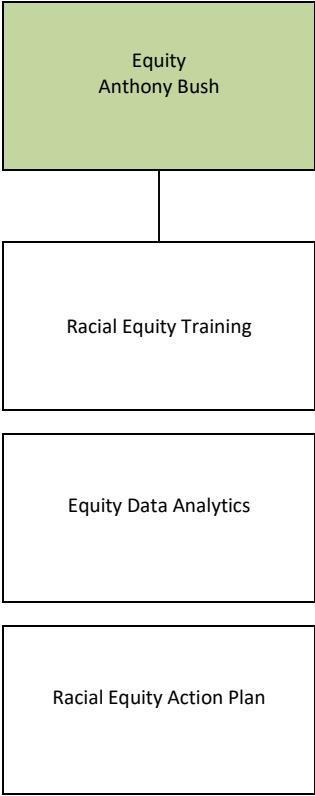 Equity
Anthony Bush
Racial Equity Training
Equity Data Analytics
Racial Equity Action Plan